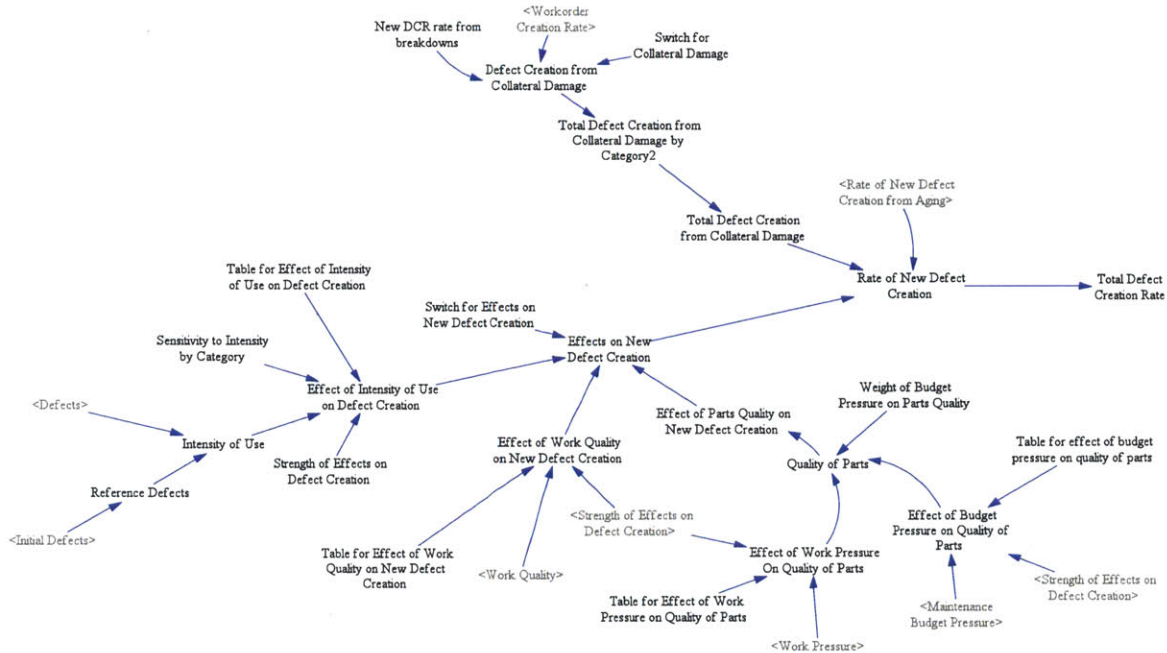 <Workorder
Creation Rate>
New DCR rate from
breakdowns
Switch for
Collateral Damage
Defect Creation from
Collateral Damage
Total Defect Creation from
Collateral Damage by
Category2
<Rate of New Defect
Creation from Aging>
Total Defect Creation
from Collateral Damage
Rate of New Defect
Creation
Total Defect
Creation Rate
Table for Effect of Intensity
of Use on Defect Creation
Switch for Effects on
New Defect Creation
Effects on New
Defect Creation
Sensitivity to Intensity
by Category
Effect of Intensity of Use
on Defect Creation
<Defects>
Intensity of Use
Strength of Effects on
Defect Creation
Reference Defects
<Initial Defects>
Effect of Parts Quality on
New Defect Creation
Weight of Budget
Pressure on Parts Quality
Effect of Work Quality
on New Defect Creation
Quality of Parts
Table for effect of budget
pressure on quality of parts
<Strength of Effects on
Defect Creation>
Effect of Budget
Pressure on Quality of
Parts
Table for Effect of Work
Quality on New Defect
Creation
<Work Quality>
Effect of Work Pressure
On Quality of Parts
<Strength of Effects on
Defect Creation>
Table for Effect of Work
Pressure on Quality of Parts
<Maintenance
Budget Pressure>
<Work Pressure>